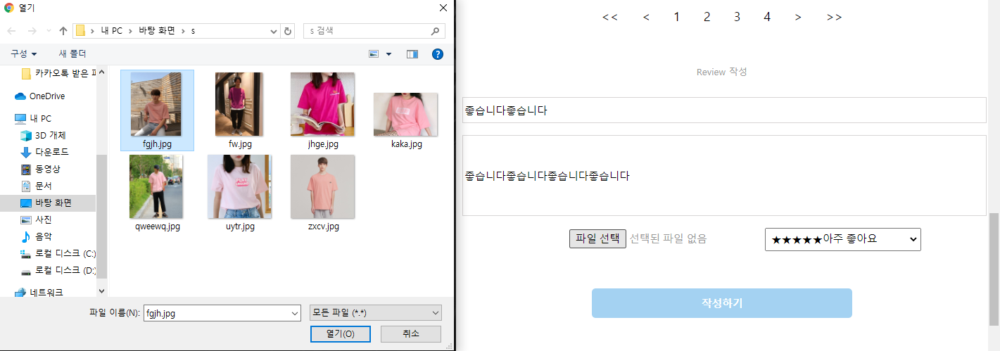 열기
내 PC > 바탕 화면 > s
s 검색
구성
새 폴더
카카오톡 받은 파
OneDrive
내 PC
3D 개체
다운로드
동영상
문서
바탕 화면
사진
음악
로컬 디스크 (C:)
로컬 디스크 (D:)
네트워크
fgjh.jpg
fw.jpg
jhge.jpg
kaka.jpg
qweewq.jpg
uytr.jpg
zxcv.jpg
파일 이름(N): fgjh.jpg
모든 파일 (*.*)
열기(O)
취소
<< < 1 2 3 4 > >>
Review 작성
좋습니다좋습니다
좋습니다좋습니다좋습니다좋습니다
파일 선택 선택된 파일 없음
★★★★★아주 좋아요
작성하기